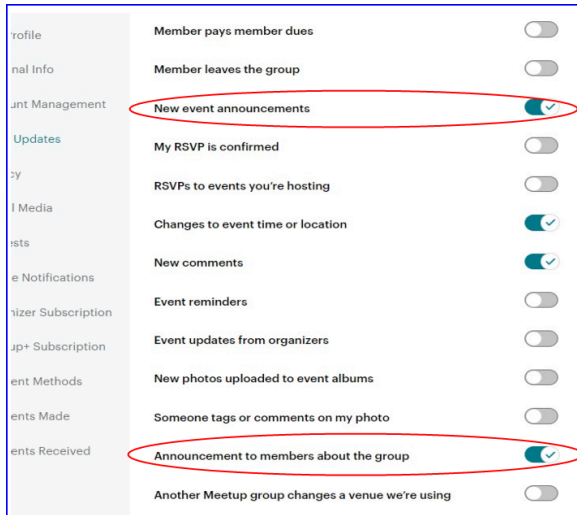 rofile
nal Info
unt Management
Updates
cy
l Media
ests
e Notifications
nizer Subscription
up+ Subscription
ent Methods
ents Made
ents Received
Member pays member dues
Member leaves the group
New event announcements
My RSVP is confirmed
RSVPs to events you're hosting
Changes to event time or location
New comments
Event reminders
Event updates from organizers
New photos uploaded to event albums
Someone tags or comments on my photo
Announcement to members about the group
Another Meetup group changes a venue we're using